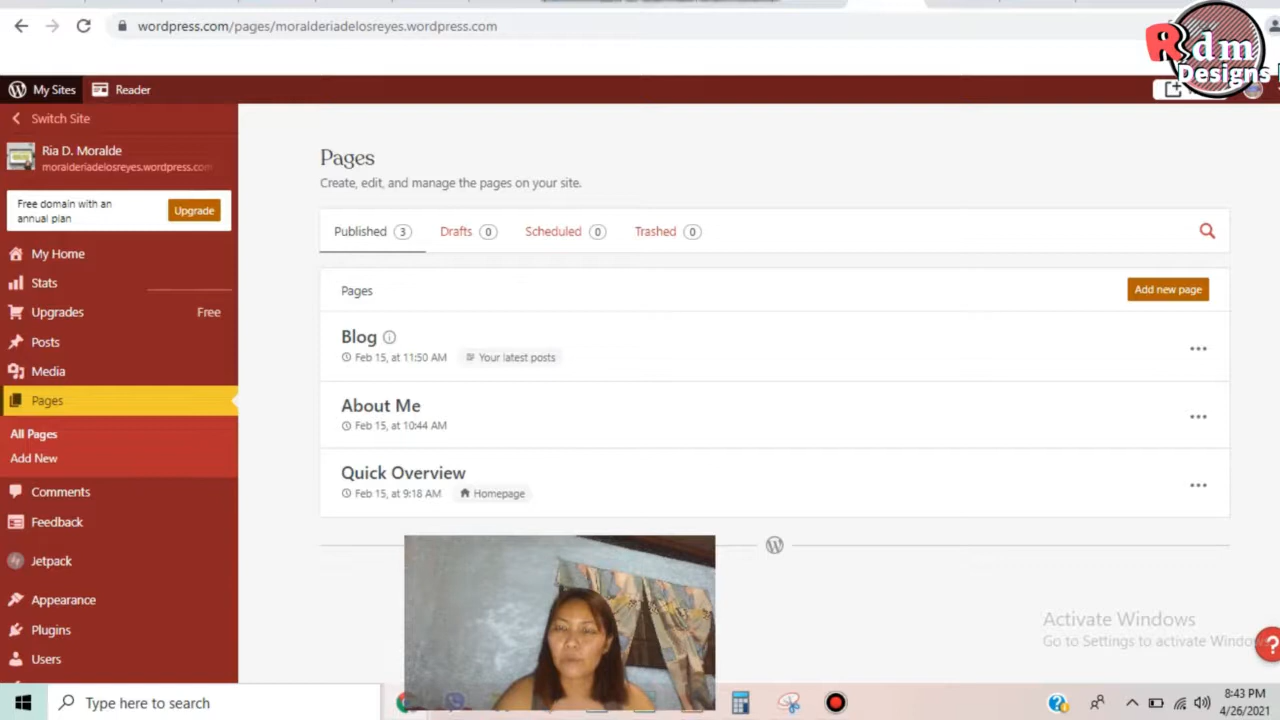 wordpress.com/pages/moralderiadelosreyes.wordpress.com
Rdm
Designs
My Sites
Reader
Switch Site
Ria D. Moralde
moralderiadelosreyes.wordpress.com
Free domain with an
annual plan
Upgrade
My Home
Stats
Upgrades
Free
Posts
Media
Pages
All Pages
Add New
Comments
Feedback
Jetpack
Appearance
Plugins
Users
Pages
Create, edit, and manage the pages on your site.
Published 3
Drafts 0
Scheduled 0
Trashed 0
Pages
Add new page
Blog
Feb 15, at 11:50 AM
Your latest posts
About Me
Feb 15, at 10:44 AM
Quick Overview
Feb 15, at 9:18 AM
Homepage
Activate Windows
Go to Settings to activate Windo
Type here to search
8:43 PM
4/26/2021